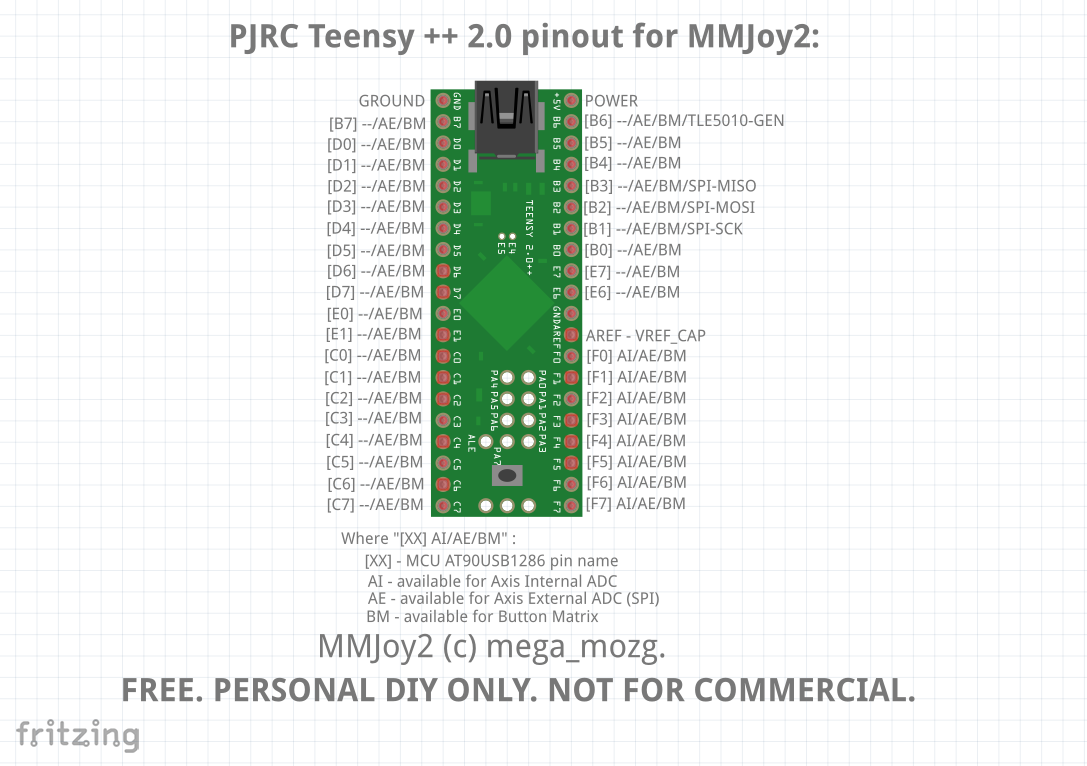 PJRC Teensy ++ 2.0 pinout for MMJoy2:
GROUND GND +5V POWER
[B7] --/AE/BM B7 B6 [B6] --/AE/BM/TLE5010-GEN
[D0] --/AE/BM D0 B5 [B5] --/AE/BM
[D1] --/AE/BM D1 B4 [B4] --/AE/BM
[D2] --/AE/BM D2 B3 [B3] --/AE/BM/SPI-MISO
[D3] --/AE/BM D3 B2 [B2] --/AE/BM/SPI-MOSI
[D4] --/AE/BM D4 B1 [B1] --/AE/BM/SPI-SCK
[D5] --/AE/BM D5 E5 E4 TEENSY 2.0++ B0 [B0] --/AE/BM
[D6] --/AE/BM D6 E7 [E7] --/AE/BM
[D7] --/AE/BM D7 E6 [E6] --/AE/BM
[E0] --/AE/BM E0 GND
[E1] --/AE/BM E1 AREF AREF - VREF_CAP
[C0] --/AE/BM C0 F0 [F0] AI/AE/BM
[C1] --/AE/BM C1 PA4 PA0 F1 [F1] AI/AE/BM
[C2] --/AE/BM C2 PA5 PA1 F2 [F2] AI/AE/BM
[C3] --/AE/BM C3 PA6 PA2 F3 [F3] AI/AE/BM
[C4] --/AE/BM C4 ALE PA7 PA3 F4 [F4] AI/AE/BM
[C5] --/AE/BM C5 F5 [F5] AI/AE/BM
[C6] --/AE/BM C6 F6 [F6] AI/AE/BM
[C7] --/AE/BM C7 F7 [F7] AI/AE/BM
Where "[XX] AI/AE/BM" :
[XX] - MCU AT90USB1286 pin name
AI - available for Axis Internal ADC
AE - available for Axis External ADC (SPI)
BM - available for Button Matrix
MMJoy2 (c) mega_mozg.
FREE. PERSONAL DIY ONLY. NOT FOR COMMERCIAL.
fritzing